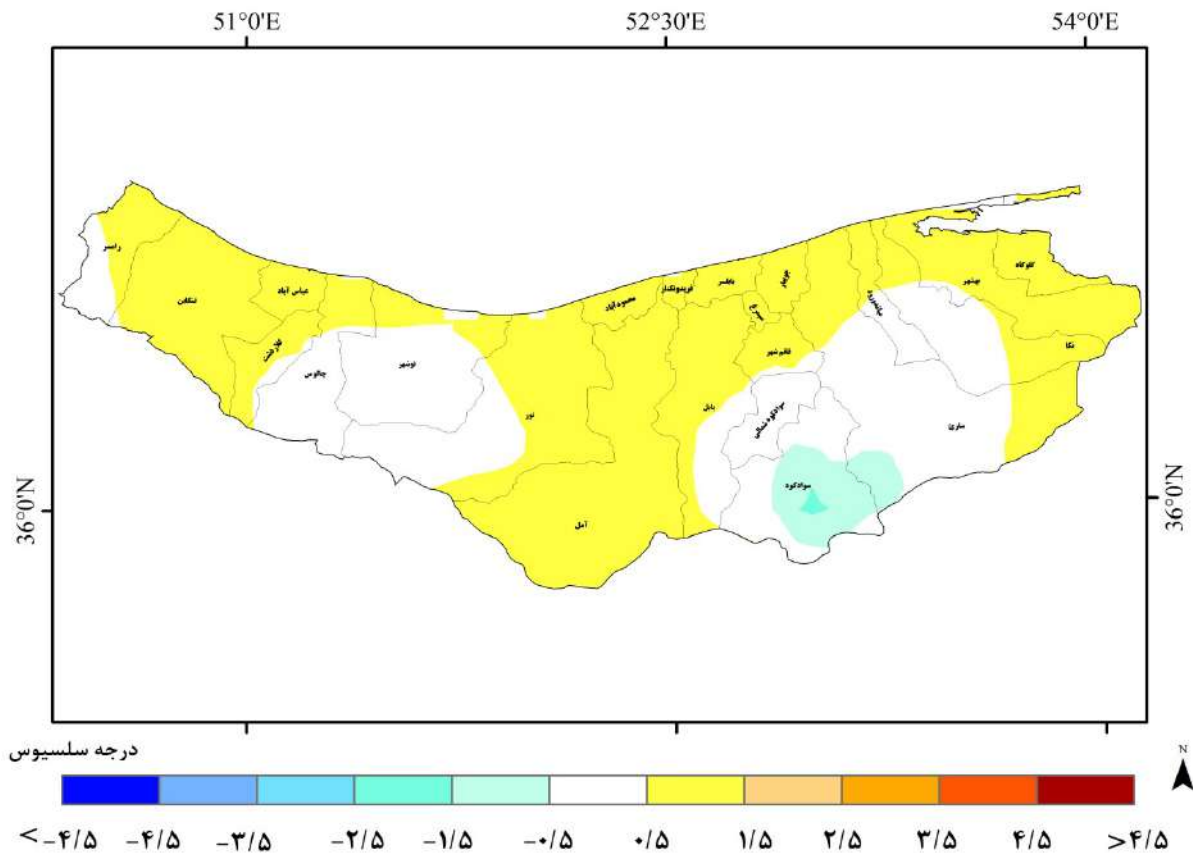 51°0'E 52°30'E 54°0'E
رامسر
تنکابن
عباس آباد
کلاردشت
چالوس
نوشهر
نور
محمودآباد
آمل
فریدونکنار
بابلسر
جویبار
سیمرغ
قائم شهر
بابل
سوادکوه شمالی
سوادکوه
میاندورود
ساری
بهشهر
گلوگاه
نکا
36°0'N 36°0'N
درجه سلسیوس
N
< -۴/۵ -۴/۵ -۳/۵ -۲/۵ -۱/۵ -۰/۵ ۰/۵ ۱/۵ ۲/۵ ۳/۵ ۴/۵ >۴/۵